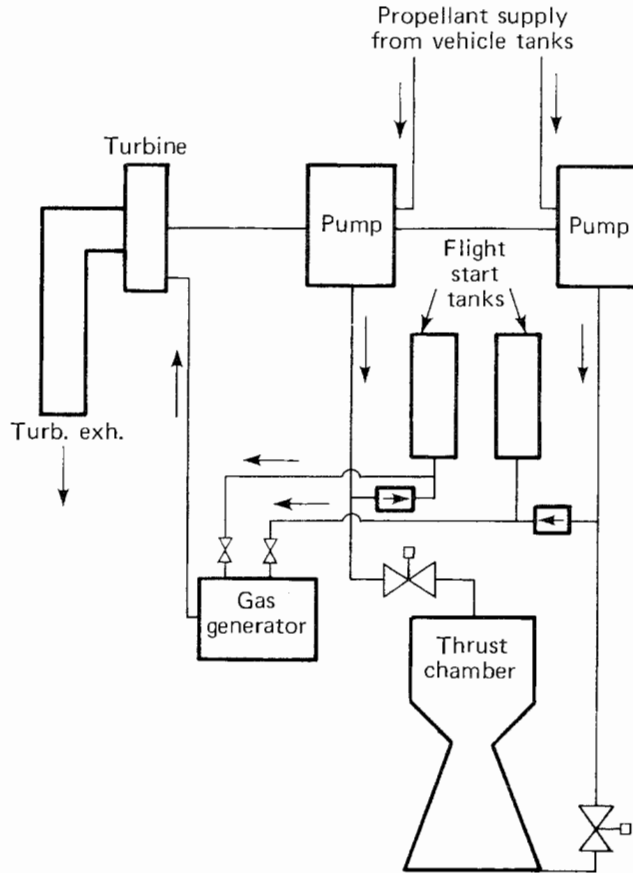 Propellant supply
from vehicle tanks
Turbine
Pump
Pump
Flight
start
tanks
Turb. exh.
Gas
generator
Thrust
chamber